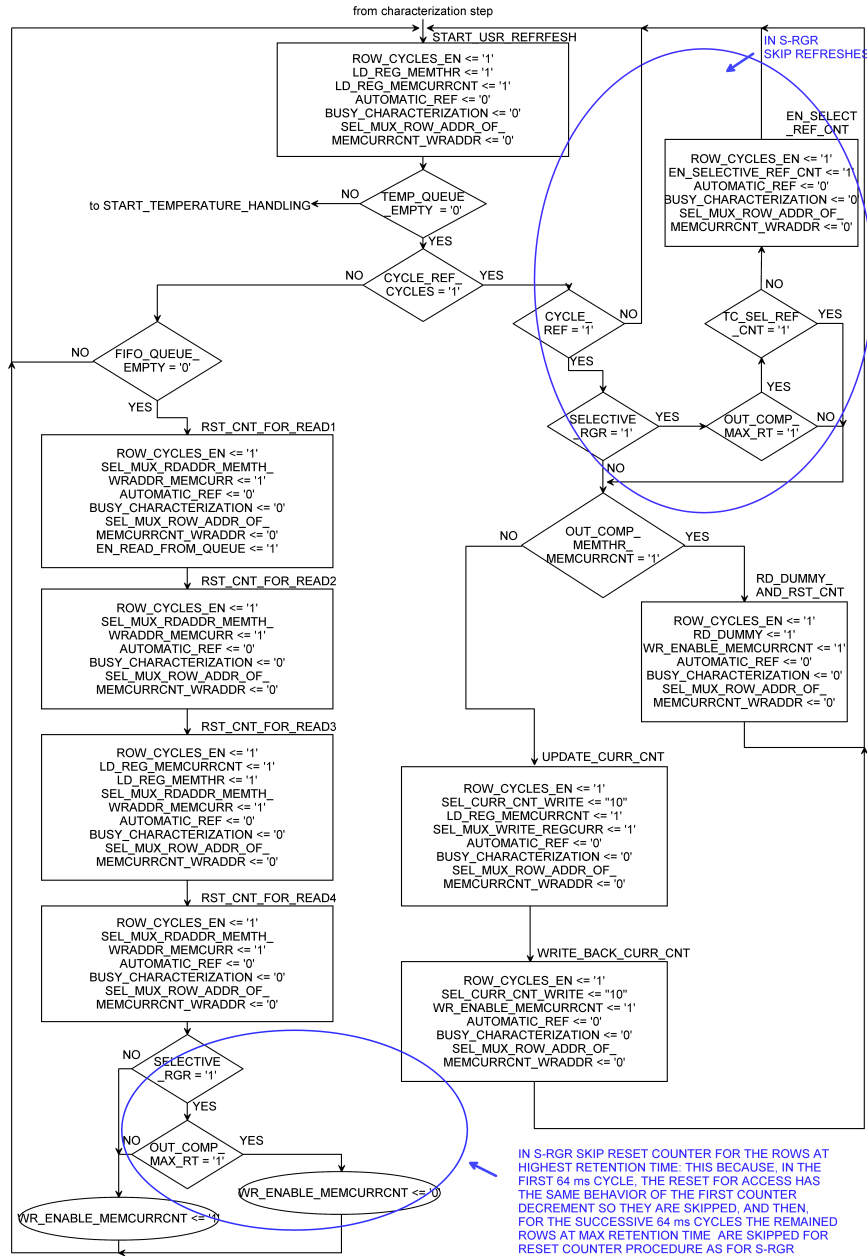 from characterization step
START_USR_REFRFESH
ROW_CYCLES_EN <= '1'
LD_REG_MEMTHR <= '1'
LD_REG_MEMCURRCNT <= '1'
AUTOMATIC_REF <= '0'
BUSY_CHARACTERIZATION <= '0'
SEL_MUX_ROW_ADDR_OF_
MEMCURRCNT_WRADDR <= '0'
IN S-RGR
SKIP REFRESHES
EN_SELECT
_REF_CNT
ROW_CYCLES_EN <= '1'
EN_SELECTIVE_REF_CNT <= '1'
AUTOMATIC_REF <= '0'
BUSY_CHARACTERIZATION <= '0'
SEL_MUX_ROW_ADDR_OF_
MEMCURRCNT_WRADDR <= '0'
NO
TEMP_QUEUE
_EMPTY = '0'
to START_TEMPERATURE_HANDLING
YES
NO
CYCLE_REF_
CYCLES = '1'
YES
CYCLE_
REF = '1'
NO
YES
NO
TC_SEL_REF
_CNT = '1'
YES
YES
NO
FIFO_QUEUE_
EMPTY = '0'
YES
SELECTIVE
_RGR = '1'
YES
NO
OUT_COMP_
MAX_RT = '1'
NO
RST_CNT_FOR_READ1
ROW_CYCLES_EN <= '1'
SEL_MUX_RDADDR_MEMTH_
WRADDR_MEMCURR <= '1'
AUTOMATIC_REF <= '0'
BUSY_CHARACTERIZATION <= '0'
SEL_MUX_ROW_ADDR_OF_
MEMCURRCNT_WRADDR <= '0'
EN_READ_FROM_QUEUE <= '1'
NO
OUT_COMP_
MEMTHR_
MEMCURRCNT = '1'
YES
RD_DUMMY_
AND_RST_CNT
ROW_CYCLES_EN <= '1'
RD_DUMMY <= '1'
WR_ENABLE_MEMCURRCNT <= '1'
AUTOMATIC_REF <= '0'
BUSY_CHARACTERIZATION <= '0'
SEL_MUX_ROW_ADDR_OF_
MEMCURRCNT_WRADDR <= '0'
RST_CNT_FOR_READ2
ROW_CYCLES_EN <= '1'
SEL_MUX_RDADDR_MEMTH_
WRADDR_MEMCURR <= '1'
AUTOMATIC_REF <= '0'
BUSY_CHARACTERIZATION <= '0'
SEL_MUX_ROW_ADDR_OF_
MEMCURRCNT_WRADDR <= '0'
RST_CNT_FOR_READ3
ROW_CYCLES_EN <= '1'
LD_REG_MEMCURRCNT <= '1'
LD_REG_MEMTHR <= '1'
SEL_MUX_RDADDR_MEMTH_
WRADDR_MEMCURR <= '1'
AUTOMATIC_REF <= '0'
BUSY_CHARACTERIZATION <= '0'
SEL_MUX_ROW_ADDR_OF_
MEMCURRCNT_WRADDR <= '0'
UPDATE_CURR_CNT
ROW_CYCLES_EN <= '1'
SEL_CURR_CNT_WRITE <= "10"
LD_REG_MEMCURRCNT <= '1'
SEL_MUX_WRITE_REGCURR <= '1'
AUTOMATIC_REF <= '0'
BUSY_CHARACTERIZATION <= '0'
SEL_MUX_ROW_ADDR_OF_
MEMCURRCNT_WRADDR <= '0'
RST_CNT_FOR_READ4
ROW_CYCLES_EN <= '1'
SEL_MUX_RDADDR_MEMTH_
WRADDR_MEMCURR <= '1'
AUTOMATIC_REF <= '0'
BUSY_CHARACTERIZATION <= '0'
SEL_MUX_ROW_ADDR_OF_
MEMCURRCNT_WRADDR <= '0'
WRITE_BACK_CURR_CNT
ROW_CYCLES_EN <= '1'
SEL_CURR_CNT_WRITE <= "10"
WR_ENABLE_MEMCURRCNT <= '1'
AUTOMATIC_REF <= '0'
BUSY_CHARACTERIZATION <= '0'
SEL_MUX_ROW_ADDR_OF_
MEMCURRCNT_WRADDR <= '0'
NO
SELECTIVE
_RGR = '1'
YES
NO
OUT_COMP_
MAX_RT = '1'
YES
WR_ENABLE_MEMCURRCNT <= '0'
WR_ENABLE_MEMCURRCNT <= '1'
IN S-RGR SKIP RESET COUNTER FOR THE ROWS AT
HIGHEST RETENTION TIME: THIS BECAUSE, IN THE
FIRST 64 ms CYCLE, THE RESET FOR ACCESS HAS
THE SAME BEHAVIOR OF THE FIRST COUNTER
DECREMENT SO THEY ARE SKIPPED, AND THEN,
FOR THE SUCCESSIVE 64 ms CYCLES THE REMAINED
ROWS AT MAX RETENTION TIME ARE SKIPPED FOR
RESET COUNTER PROCEDURE AS FOR S-RGR